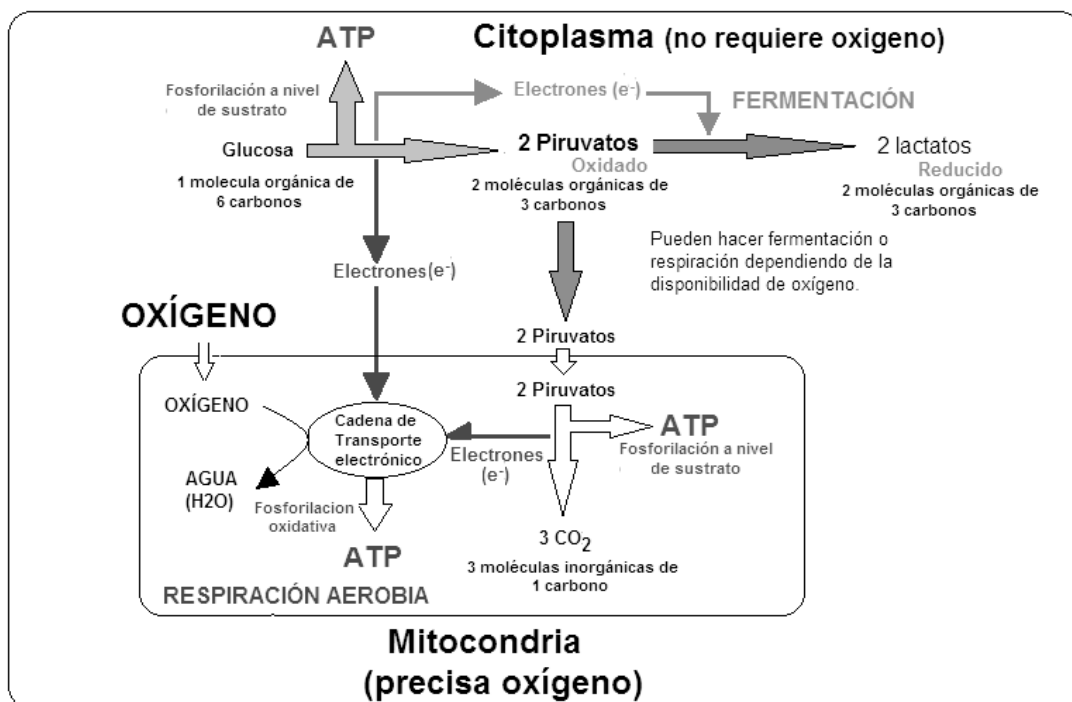 ATP
Citoplasma (no requiere oxigeno)
Fosforilación a nivel
de sustrato
Electrones (e-)
FERMENTACIÓN
Glucosa
2 Piruvatos
2 lactatos
Oxidado
Reducido
1 molecula orgánica de
6 carbonos
2 moléculas orgánicas de
3 carbonos
2 moléculas orgánicas de
3 carbonos
Electrones(e-)
Pueden hacer fermentación o
respiración dependiendo de la
disponibilidad de oxígeno.
OXÍGENO
2 Piruvatos
2 Piruvatos
OXÍGENO
Cadena de
Transporte
electrónico
Electrones
(e-)
ATP
Fosforilación a nivel
de sustrato
AGUA
(H2O)
Fosforilacion
oxidativa
ATP
3 CO2
3 moléculas inorgánicas de
1 carbono
RESPIRACIÓN AEROBIA
Mitocondria
(precisa oxígeno)